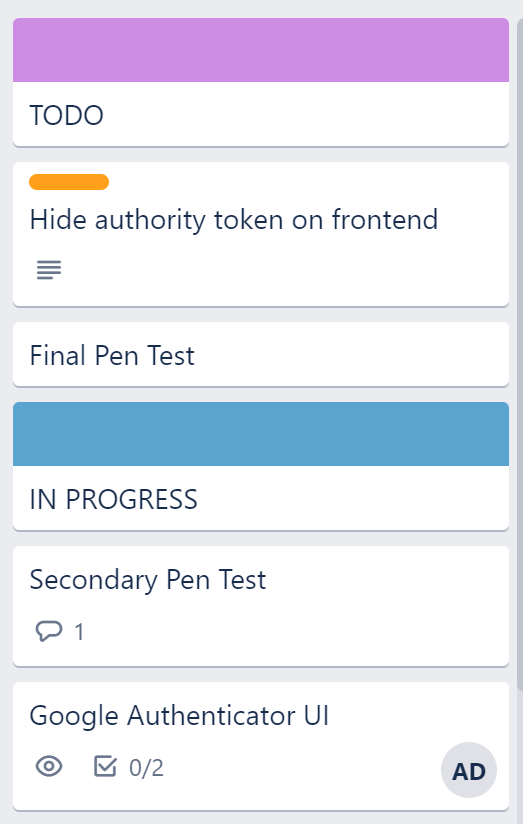 TODO
Hide authority token on frontend
Final Pen Test
IN PROGRESS
Secondary Pen Test
1
Google Authenticator UI
0/2
AD